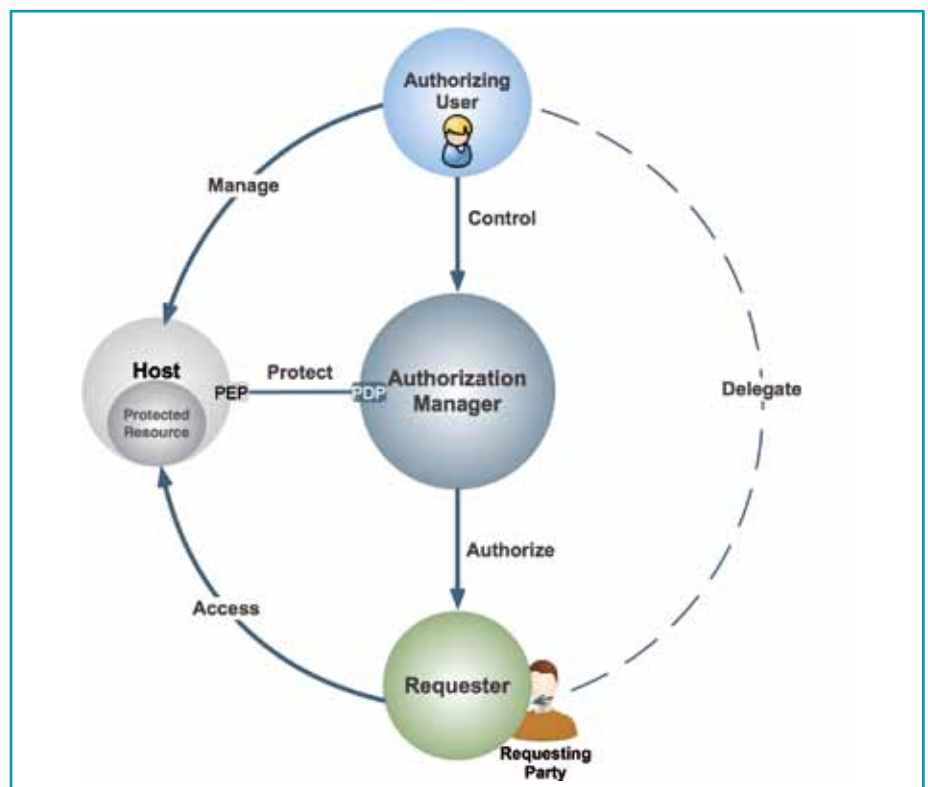 Authorizing
User
Manage
Control
Host
Protected
Resource
PEP
Protect
PDP
Authorization
Manager
Delegate
Authorize
Access
Requester
Requesting
Party